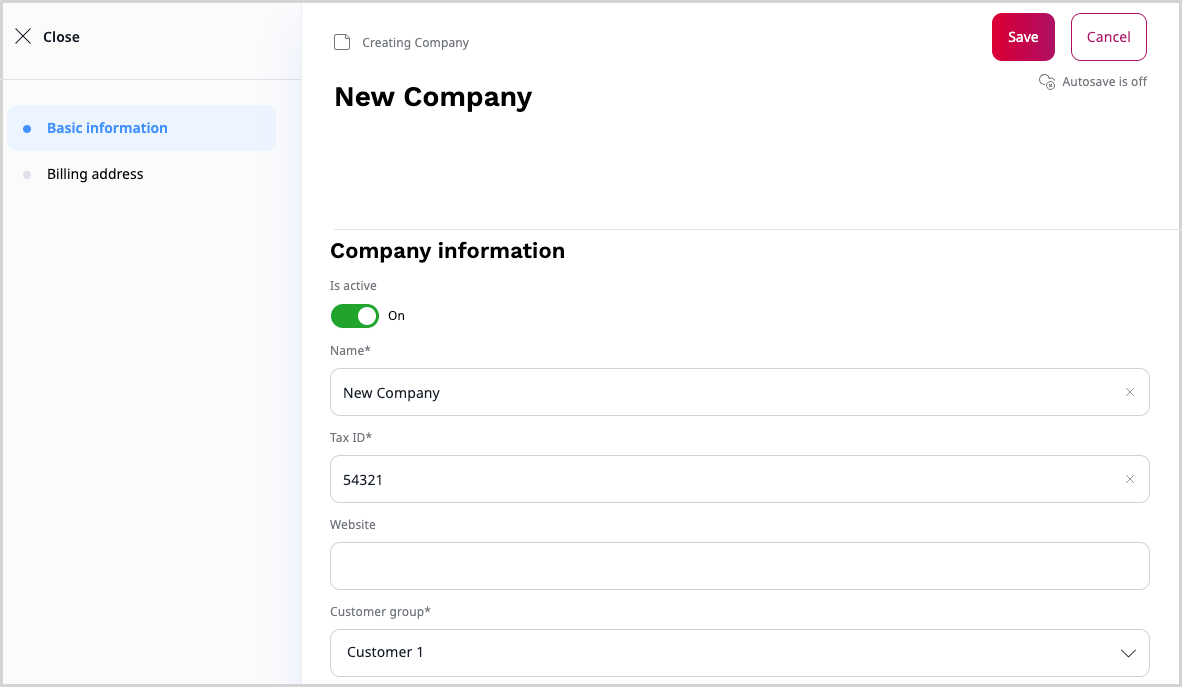 Close
Basic information
Billing address
Creating Company
Save
Cancel
Autosave is off
New Company
Company information
Is active
On
Name*
New Company
Tax ID*
54321
Website
Customer group*
Customer 1